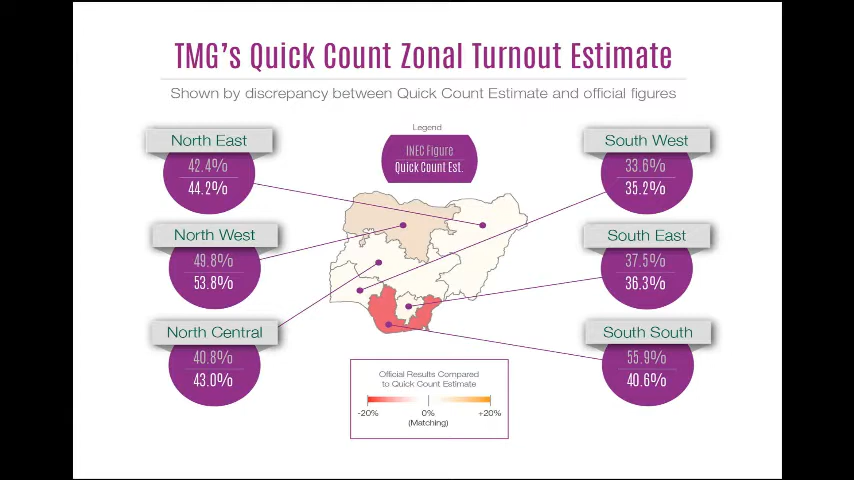 TMG's Quick Count Zonal Turnout Estimate
Shown by discrepancy between Quick Count Estimate and official figures
Legend
INEC Figure
Quick Count Est.
North East
42.4%
44.2%
North West
49.8%
53.8%
North Central
40.8%
43.0%
South West
33.6%
35.2%
South East
37.5%
36.3%
South South
55.9%
40.6%
Official Results Compared
to Quick Count Estimate
-20% 0% +20%
(Matching)